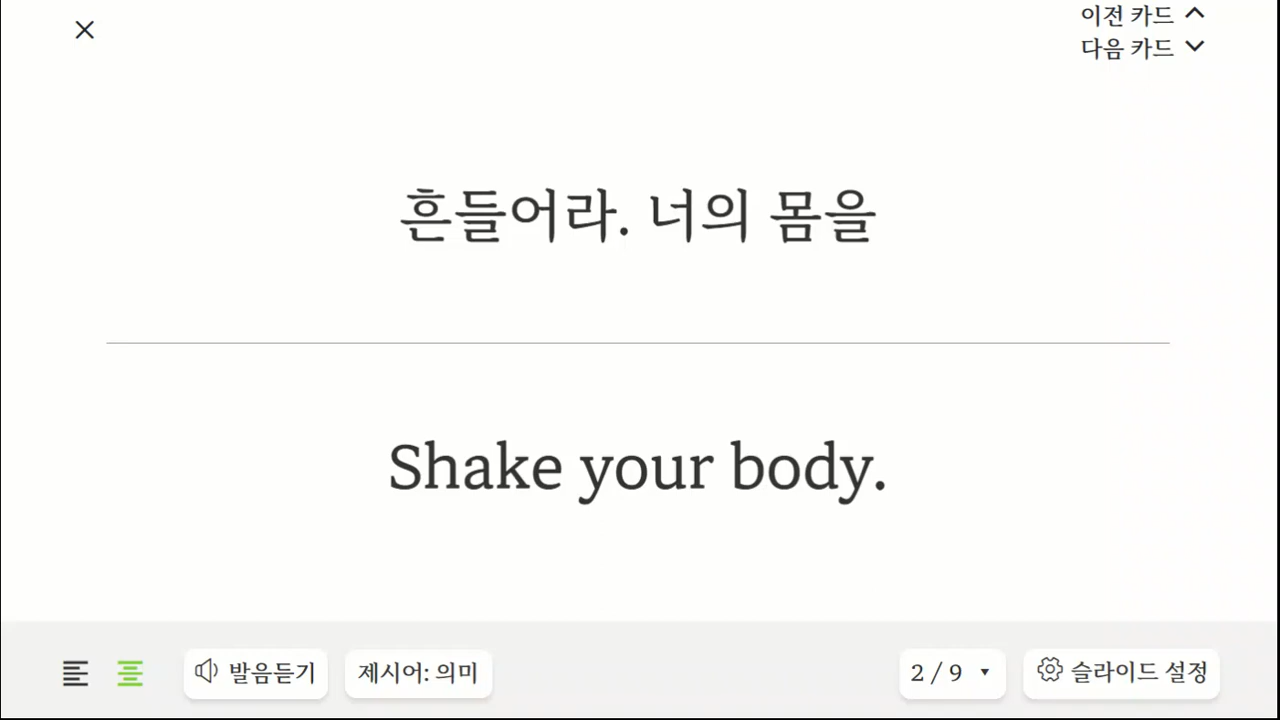 이전 카드
다음 카드
흔들어라. 너의 몸을
Shake your body.
발음듣기
제시어: 의미
2 / 9
슬라이드 설정